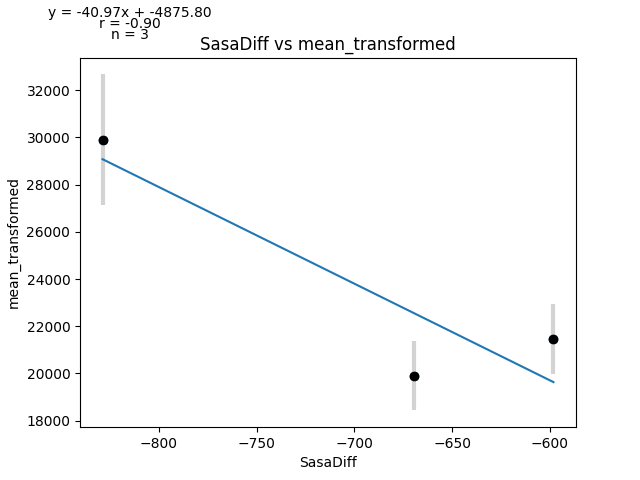 y = -40.97x + -4875.80
r = -0.90
n = 3
SasaDiff vs mean_transformed
mean_transformed
32000
30000
28000
26000
24000
22000
20000
18000
−800
−750
−700
−650
−600
SasaDiff